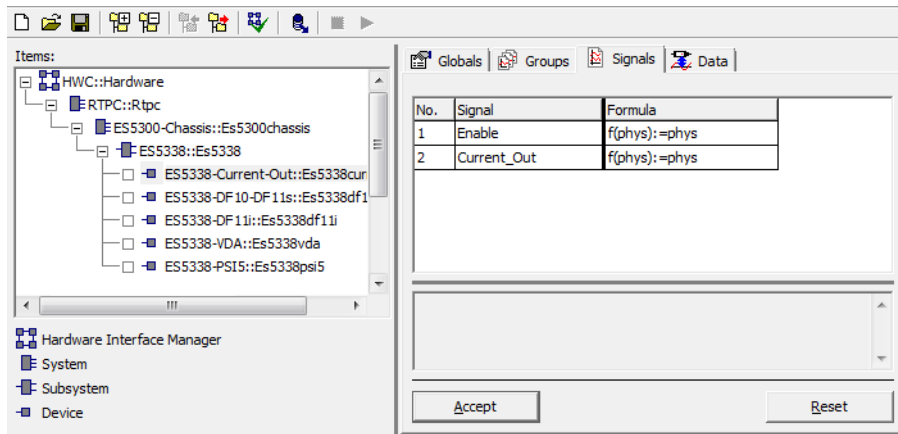 Items:
HWC::Hardware
RTPC::Rtpc
ES5300-Chassis::Es5300chassis
ES5338::Es5338
ES5338-Current-Out::Es5338cur
ES5338-DF10-DF11s::Es5338df1
ES5338-DF11i::Es5338df11i
ES5338-VDA::Es5338vda
ES5338-PSI5::Es5338psi5
Hardware Interface Manager
System
Subsystem
Device
Globals Groups Signals Data
No. Signal Formula
1 Enable f(phys):=phys
2 Current_Out f(phys):=phys
Accept Reset